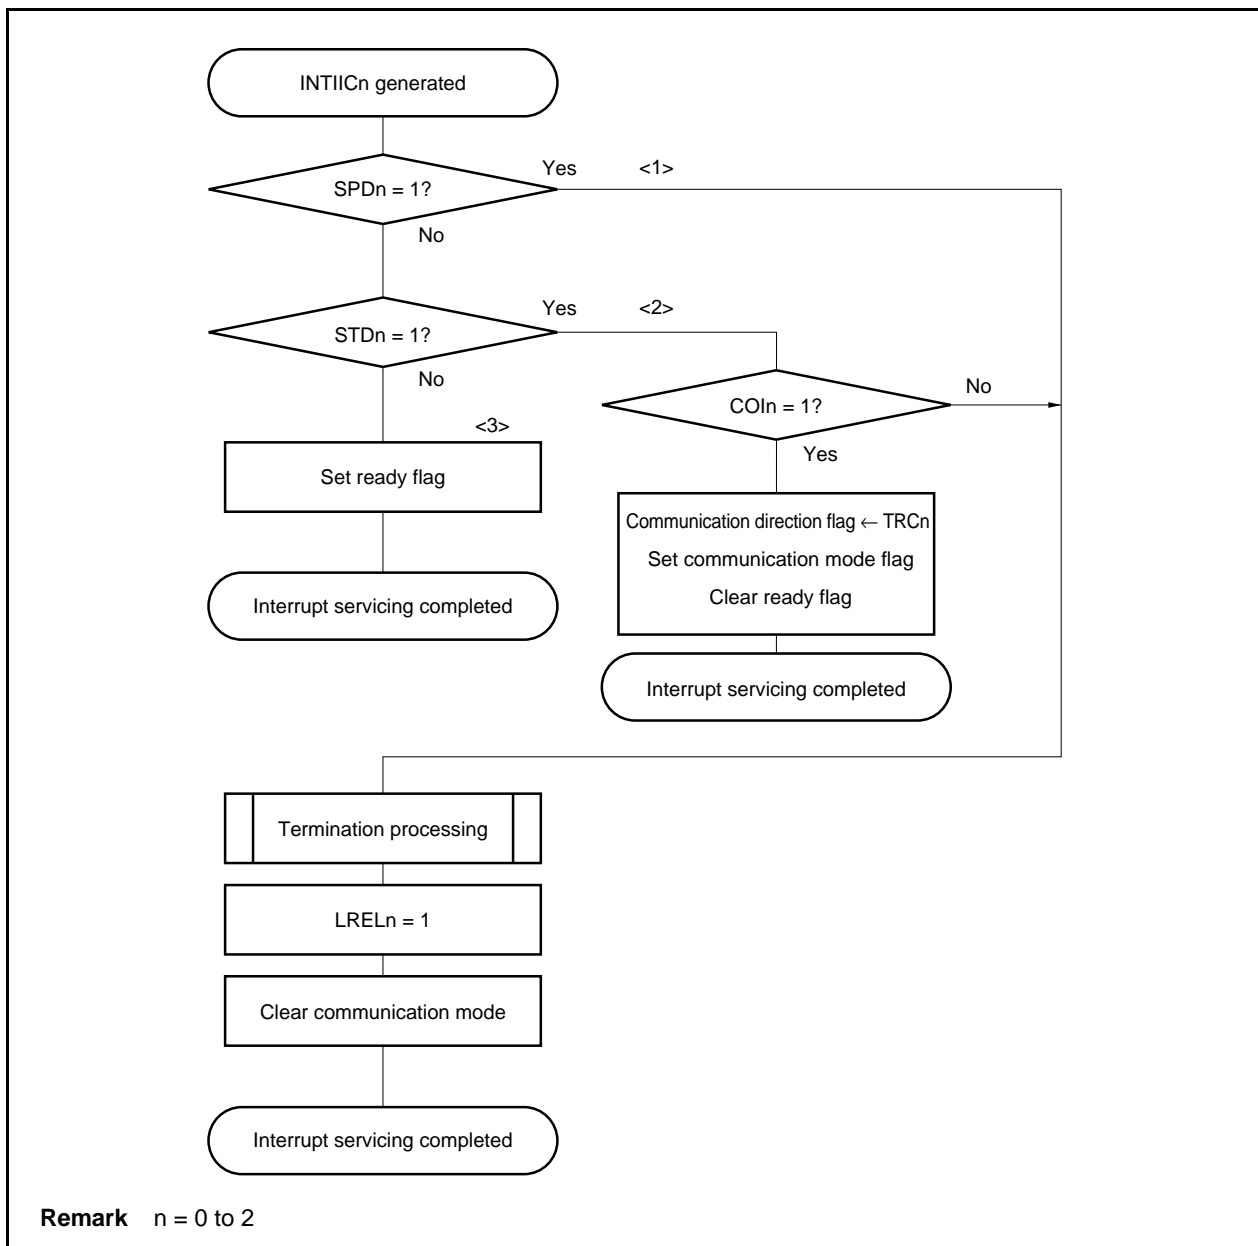 INTIICn generated
Yes <1>
SPDn = 1?
No
Yes <2>
STDn = 1?
No
No
COIn = 1?
Yes
<3>
Set ready flag
Communication direction flag ← TRCn
Set communication mode flag
Clear ready flag
Interrupt servicing completed
Interrupt servicing completed
Termination processing
LRELn = 1
Clear communication mode
Interrupt servicing completed
Remark n = 0 to 2